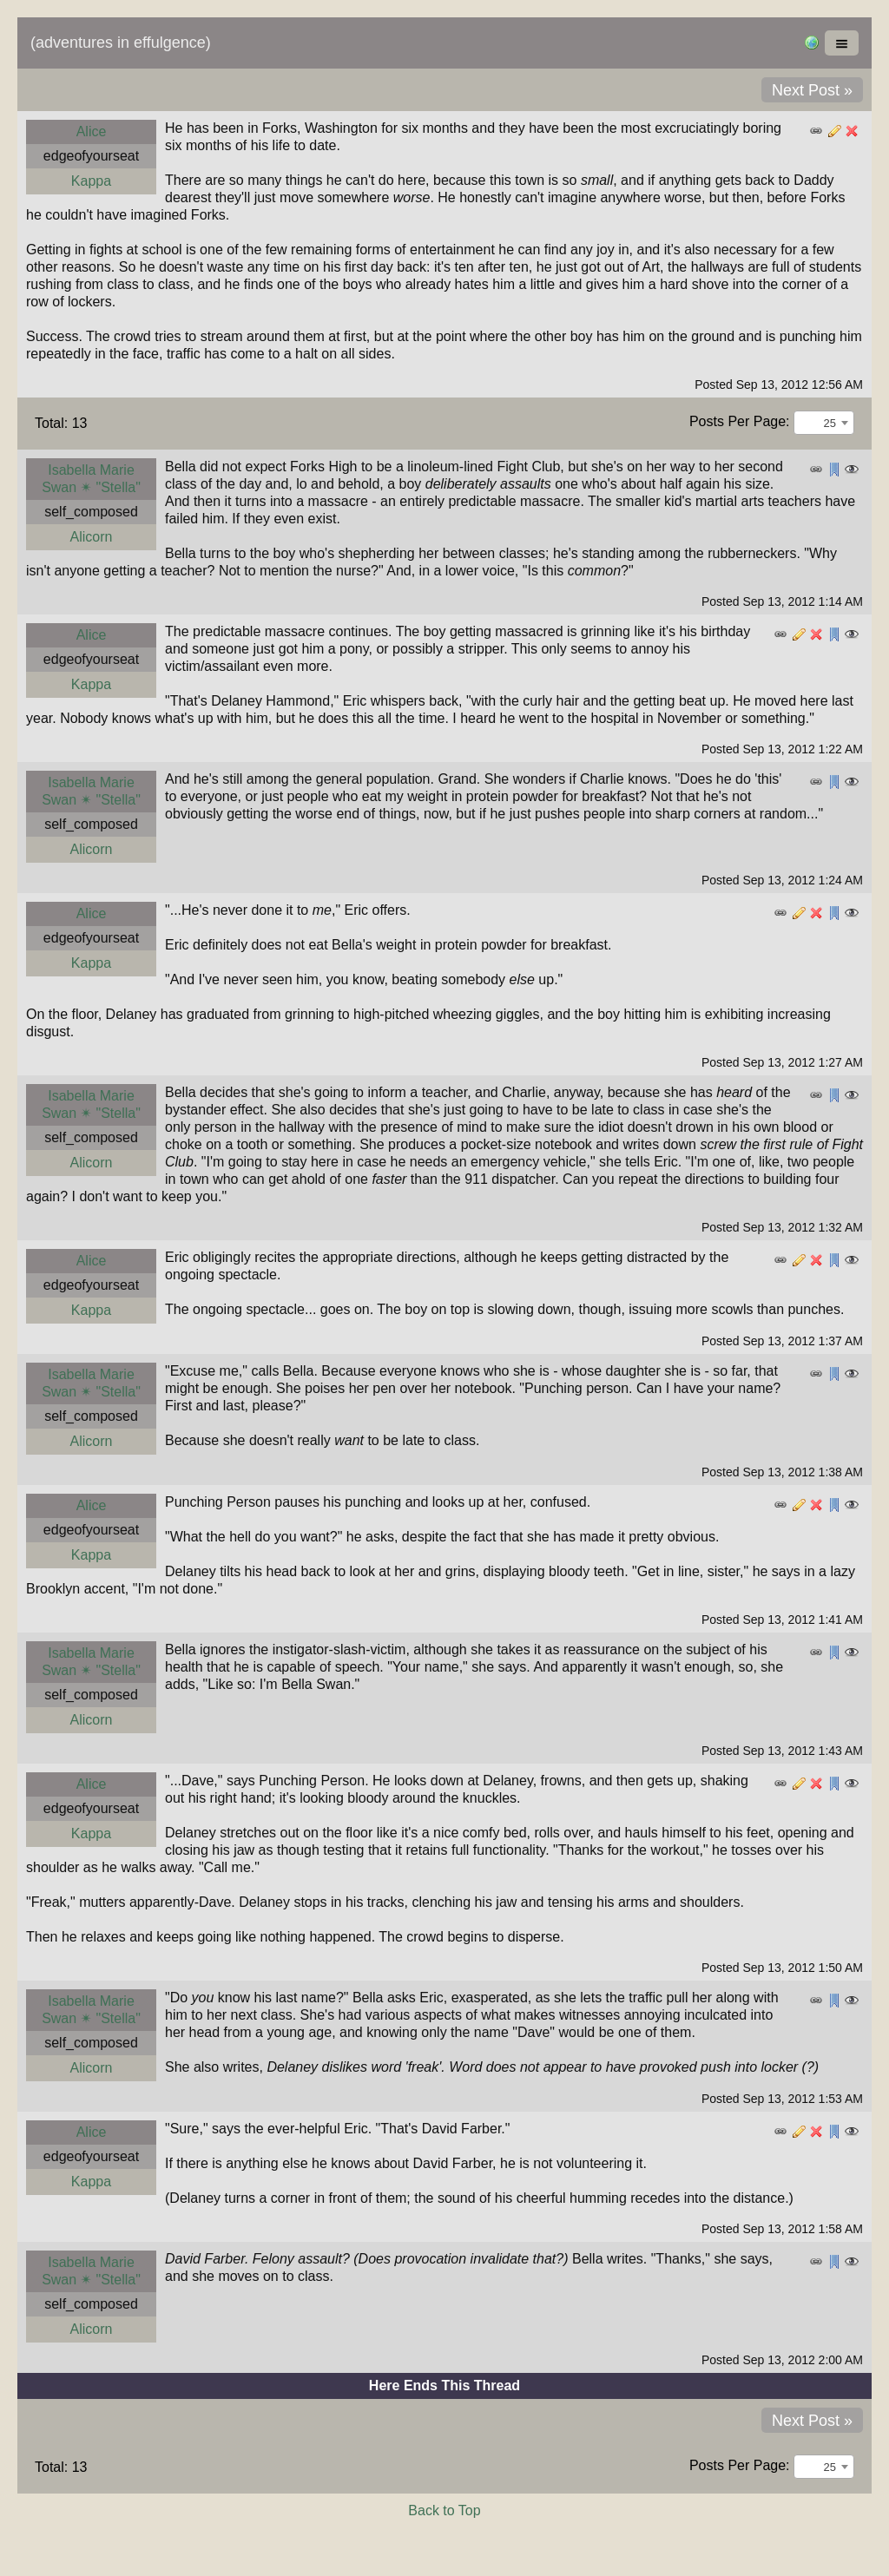 (adventures in effulgence)
Next Post »
Alice
edgeofyourseat
Kappa
He has been in Forks, Washington for six months and they have been the most excruciatingly boring
six months of his life to date.
There are so many things he can't do here, because this town is so small, and if anything gets back to Daddy
dearest they'll just move somewhere worse. He honestly can't imagine anywhere worse, but then, before Forks
he couldn't have imagined Forks.
Getting in fights at school is one of the few remaining forms of entertainment he can find any joy in, and it's also necessary for a few
other reasons. So he doesn't waste any time on his first day back: it's ten after ten, he just got out of Art, the hallways are full of students
rushing from class to class, and he finds one of the boys who already hates him a little and gives him a hard shove into the corner of a
row of lockers.
Success. The crowd tries to stream around them at first, but at the point where the other boy has him on the ground and is punching him
repeatedly in the face, traffic has come to a halt on all sides.
Posted Sep 13, 2012 12:56 AM
Total: 13
Posts Per Page: 25
Isabella Marie
Swan ✴ "Stella"
self_composed
Alicorn
Bella did not expect Forks High to be a linoleum-lined Fight Club, but she's on her way to her second
class of the day and, lo and behold, a boy deliberately assaults one who's about half again his size.
And then it turns into a massacre - an entirely predictable massacre. The smaller kid's martial arts teachers have
failed him. If they even exist.
Bella turns to the boy who's shepherding her between classes; he's standing among the rubberneckers. "Why
isn't anyone getting a teacher? Not to mention the nurse?" And, in a lower voice, "Is this common?"
Posted Sep 13, 2012 1:14 AM
Alice
edgeofyourseat
Kappa
The predictable massacre continues. The boy getting massacred is grinning like it's his birthday
and someone just got him a pony, or possibly a stripper. This only seems to annoy his
victim/assailant even more.
"That's Delaney Hammond," Eric whispers back, "with the curly hair and the getting beat up. He moved here last
year. Nobody knows what's up with him, but he does this all the time. I heard he went to the hospital in November or something."
Posted Sep 13, 2012 1:22 AM
Isabella Marie
Swan ✴ "Stella"
self_composed
Alicorn
And he's still among the general population. Grand. She wonders if Charlie knows. "Does he do 'this'
to everyone, or just people who eat my weight in protein powder for breakfast? Not that he's not
obviously getting the worse end of things, now, but if he just pushes people into sharp corners at random..."
Posted Sep 13, 2012 1:24 AM
Alice
edgeofyourseat
Kappa
"...He's never done it to me," Eric offers.
Eric definitely does not eat Bella's weight in protein powder for breakfast.
"And I've never seen him, you know, beating somebody else up."
On the floor, Delaney has graduated from grinning to high-pitched wheezing giggles, and the boy hitting him is exhibiting increasing
disgust.
Posted Sep 13, 2012 1:27 AM
Isabella Marie
Swan ✴ "Stella"
self_composed
Alicorn
Bella decides that she's going to inform a teacher, and Charlie, anyway, because she has heard of the
bystander effect. She also decides that she's just going to have to be late to class in case she's the
only person in the hallway with the presence of mind to make sure the idiot doesn't drown in his own blood or
choke on a tooth or something. She produces a pocket-size notebook and writes down screw the first rule of Fight
Club. "I'm going to stay here in case he needs an emergency vehicle," she tells Eric. "I'm one of, like, two people
in town who can get ahold of one faster than the 911 dispatcher. Can you repeat the directions to building four
again? I don't want to keep you."
Posted Sep 13, 2012 1:32 AM
Alice
edgeofyourseat
Kappa
Eric obligingly recites the appropriate directions, although he keeps getting distracted by the
ongoing spectacle.
The ongoing spectacle... goes on. The boy on top is slowing down, though, issuing more scowls than punches.
Posted Sep 13, 2012 1:37 AM
Isabella Marie
Swan ✴ "Stella"
self_composed
Alicorn
"Excuse me," calls Bella. Because everyone knows who she is - whose daughter she is - so far, that
might be enough. She poises her pen over her notebook. "Punching person. Can I have your name?
First and last, please?"
Because she doesn't really want to be late to class.
Posted Sep 13, 2012 1:38 AM
Alice
edgeofyourseat
Kappa
Punching Person pauses his punching and looks up at her, confused.
"What the hell do you want?" he asks, despite the fact that she has made it pretty obvious.
Delaney tilts his head back to look at her and grins, displaying bloody teeth. "Get in line, sister," he says in a lazy
Brooklyn accent, "I'm not done."
Posted Sep 13, 2012 1:41 AM
Isabella Marie
Swan ✴ "Stella"
self_composed
Alicorn
Bella ignores the instigator-slash-victim, although she takes it as reassurance on the subject of his
health that he is capable of speech. "Your name," she says. And apparently it wasn't enough, so, she
adds, "Like so: I'm Bella Swan."
Posted Sep 13, 2012 1:43 AM
Alice
edgeofyourseat
Kappa
"...Dave," says Punching Person. He looks down at Delaney, frowns, and then gets up, shaking
out his right hand; it's looking bloody around the knuckles.
Delaney stretches out on the floor like it's a nice comfy bed, rolls over, and hauls himself to his feet, opening and
closing his jaw as though testing that it retains full functionality. "Thanks for the workout," he tosses over his
shoulder as he walks away. "Call me."
"Freak," mutters apparently-Dave. Delaney stops in his tracks, clenching his jaw and tensing his arms and shoulders.
Then he relaxes and keeps going like nothing happened. The crowd begins to disperse.
Posted Sep 13, 2012 1:50 AM
Isabella Marie
Swan ✴ "Stella"
self_composed
Alicorn
"Do you know his last name?" Bella asks Eric, exasperated, as she lets the traffic pull her along with
him to her next class. She's had various aspects of what makes witnesses annoying inculcated into
her head from a young age, and knowing only the name "Dave" would be one of them.
She also writes, Delaney dislikes word 'freak'. Word does not appear to have provoked push into locker (?)
Posted Sep 13, 2012 1:53 AM
Alice
edgeofyourseat
Kappa
"Sure," says the ever-helpful Eric. "That's David Farber."
If there is anything else he knows about David Farber, he is not volunteering it.
(Delaney turns a corner in front of them; the sound of his cheerful humming recedes into the distance.)
Posted Sep 13, 2012 1:58 AM
Isabella Marie
Swan ✴ "Stella"
self_composed
Alicorn
David Farber. Felony assault? (Does provocation invalidate that?) Bella writes. "Thanks," she says,
and she moves on to class.
Posted Sep 13, 2012 2:00 AM
Here Ends This Thread
Next Post »
Total: 13
Posts Per Page: 25
Back to Top